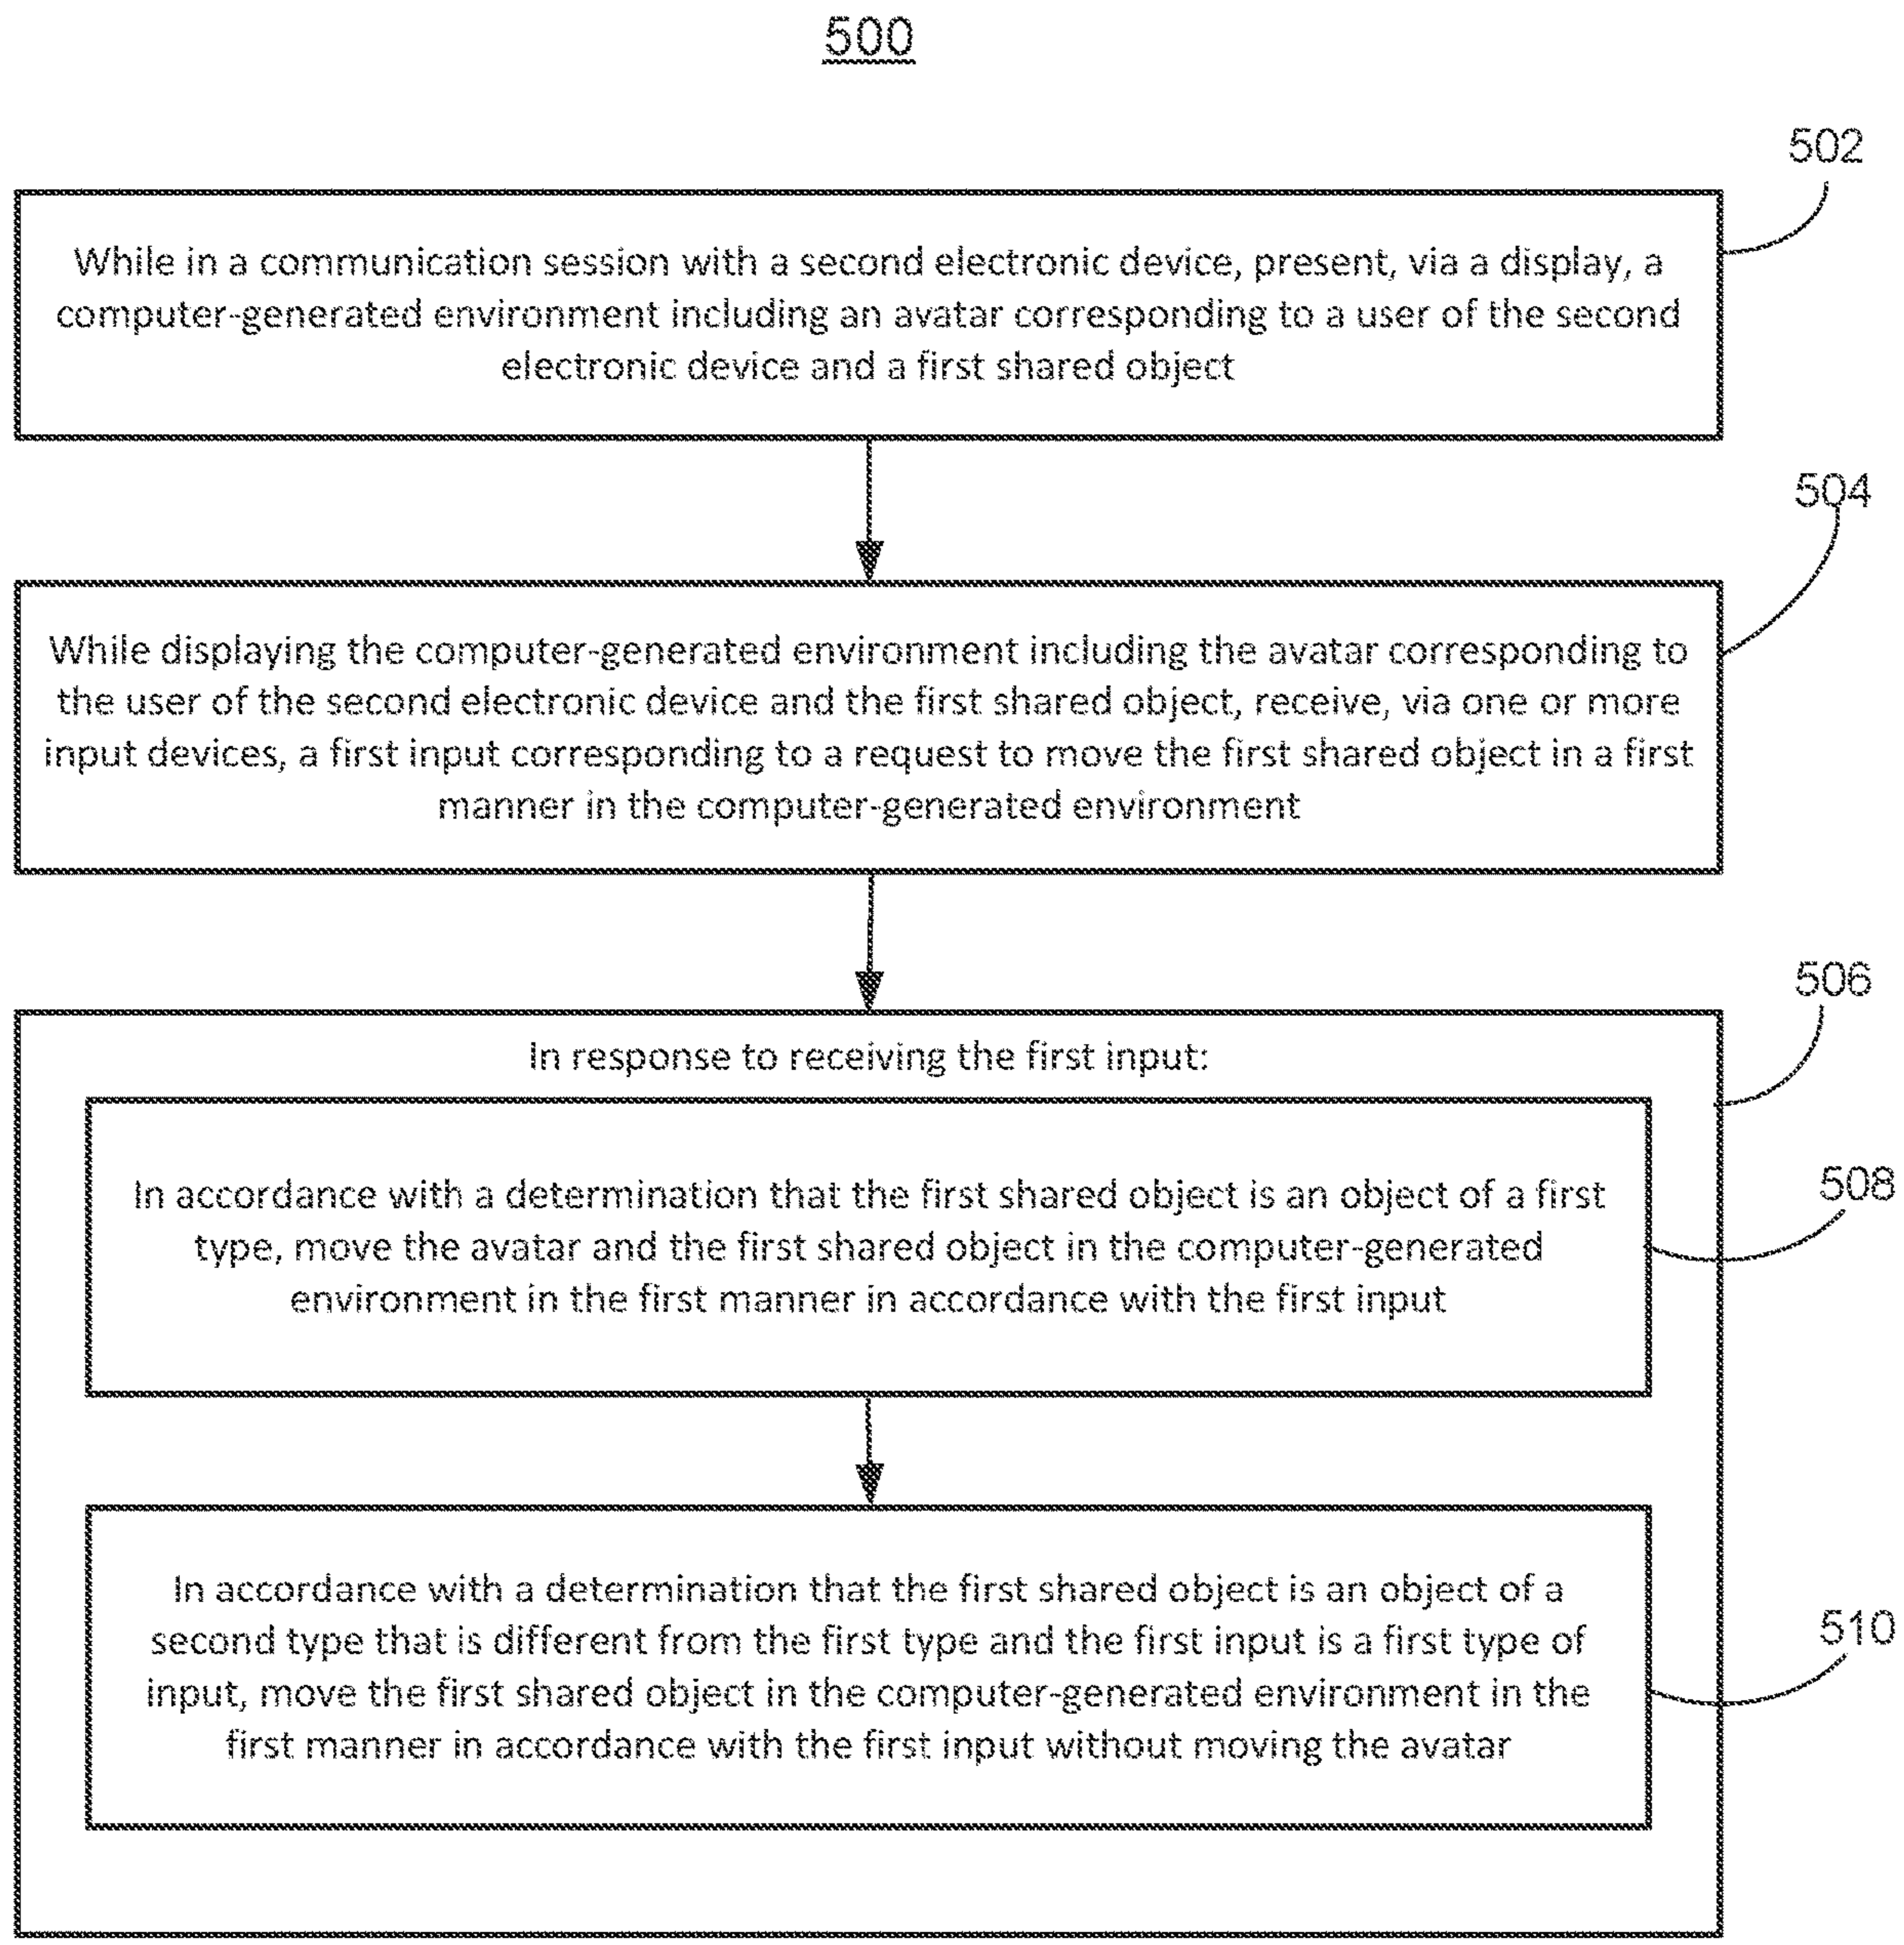 500
502
While in a communication session with a second electronic device, present, via a display, a
computer-generated environment including an avatar corresponding to a user of the second
electronic device and a first shared object
504
While displaying the computer-generated environment including the avatar corresponding to
the user of the second electronic device and the first shared object, receive, via one or more
input devices, a first input corresponding to a request to move the first shared object in a first
manner in the computer-generated environment
506
In response to receiving the first input:
508
In accordance with a determination that the first shared object is an object of a first
type, move the avatar and the first shared object in the computer-generated
environment in the first manner in accordance with the first input
510
In accordance with a determination that the first shared object is an object of a
second type that is different from the first type and the first input is a first type of
input, move the first shared object in the computer-generated environment in the
first manner in accordance with the first input without moving the avatar